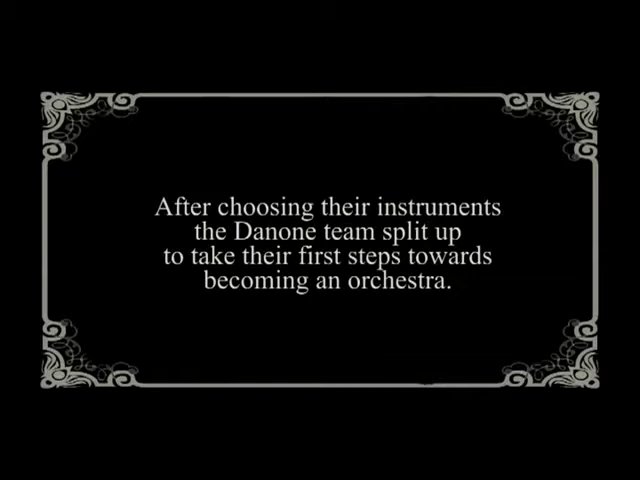 After choosing their instruments
the Danone team split up
to take their first steps towards
becoming an orchestra.